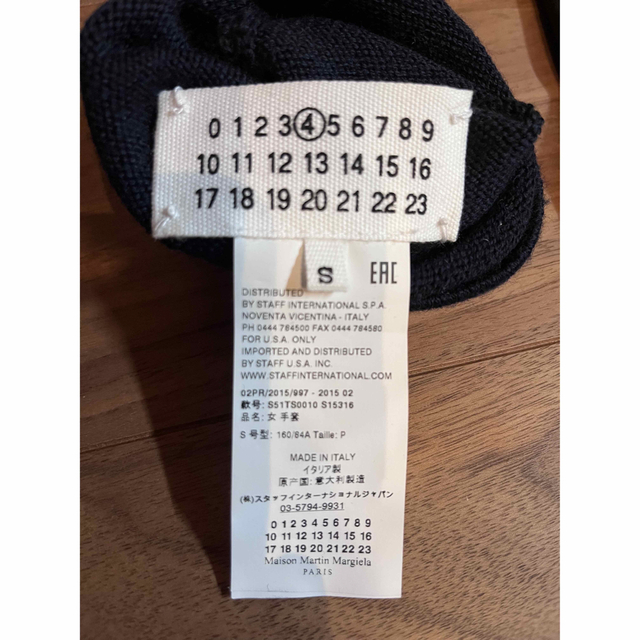 0 1 2 3 4 5 6 7 8 9
10 11 12 13 14 15 16
17 18 19 20 21 22 23
S
EAC
DISTRIBUTED
BY STAFF INTERNATIONAL S.P.A.
NOVENTA VICENTINA - ITALY
PH 0444 784500 FAX 0444 784580
FOR U.S.A. ONLY
IMPORTED AND DISTRIBUTED
BY STAFF U.S.A. INC.
WWW.STAFFINTERNATIONAL.COM
02PR/2015/997 - 2015 02
款号: S51TS0010 S15316
品名: 女 手套
S 号型: 160/84A Taille: P
MADE IN ITALY
イタリア製
原产国: 意大利製造
(株)スタッフインターナショナルジャパン
03-5794-9931
0 1 2 3 4 5 6 7 8 9
10 11 12 13 14 15 16
17 18 19 20 21 22 23
Maison Martin Margiela
PARIS